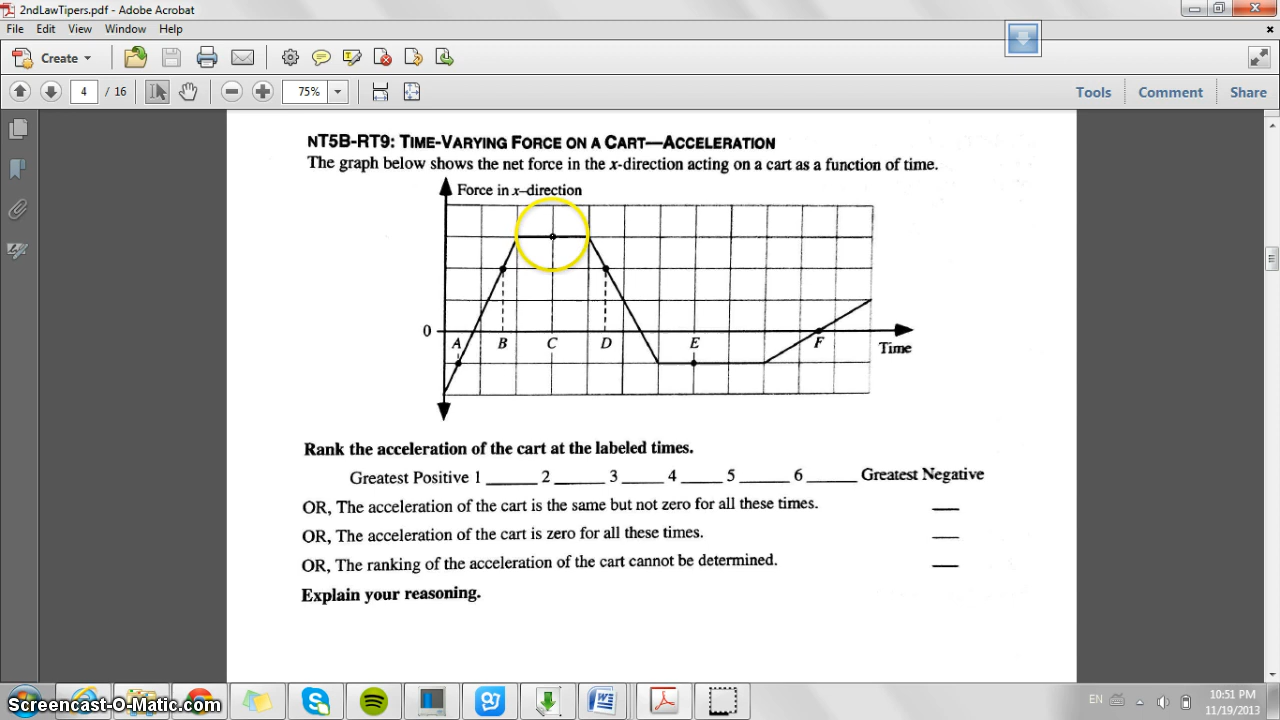 2ndLawTipers.pdf - Adobe Acrobat
File Edit View Window Help
Create
4 / 16 75% Tools Comment Share
NT5B-RT9: TIME-VARYING FORCE ON A CART—ACCELERATION
The graph below shows the net force in the x-direction acting on a cart as a function of time.
Force in x–direction
0
A B C D E F
Time
Rank the acceleration of the cart at the labeled times.
Greatest Positive 1 ______ 2 ______ 3 ______ 4 ______ 5 ______ 6 ______ Greatest Negative
OR, The acceleration of the cart is the same but not zero for all these times. ___
OR, The acceleration of the cart is zero for all these times. ___
OR, The ranking of the acceleration of the cart cannot be determined. ___
Explain your reasoning.
Screencast-O-Matic.com
EN 10:51 PM
11/19/2013